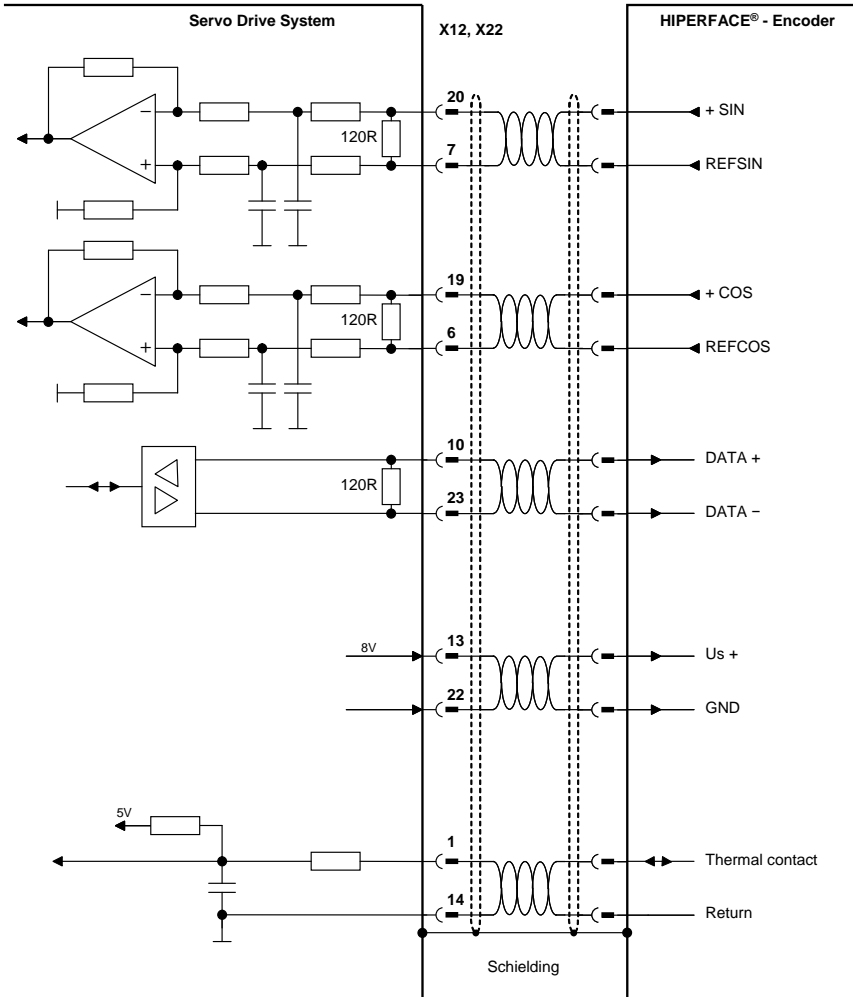 Servo Drive System
X12, X22
HIPERFACE® - Encoder
20
+ SIN
120R
7
REFSIN
−
+
19
+ COS
120R
6
REFCOS
−
+
10
DATA +
120R
23
DATA −
8V
13
Us +
22
GND
5V
1
Thermal contact
14
Return
Schielding